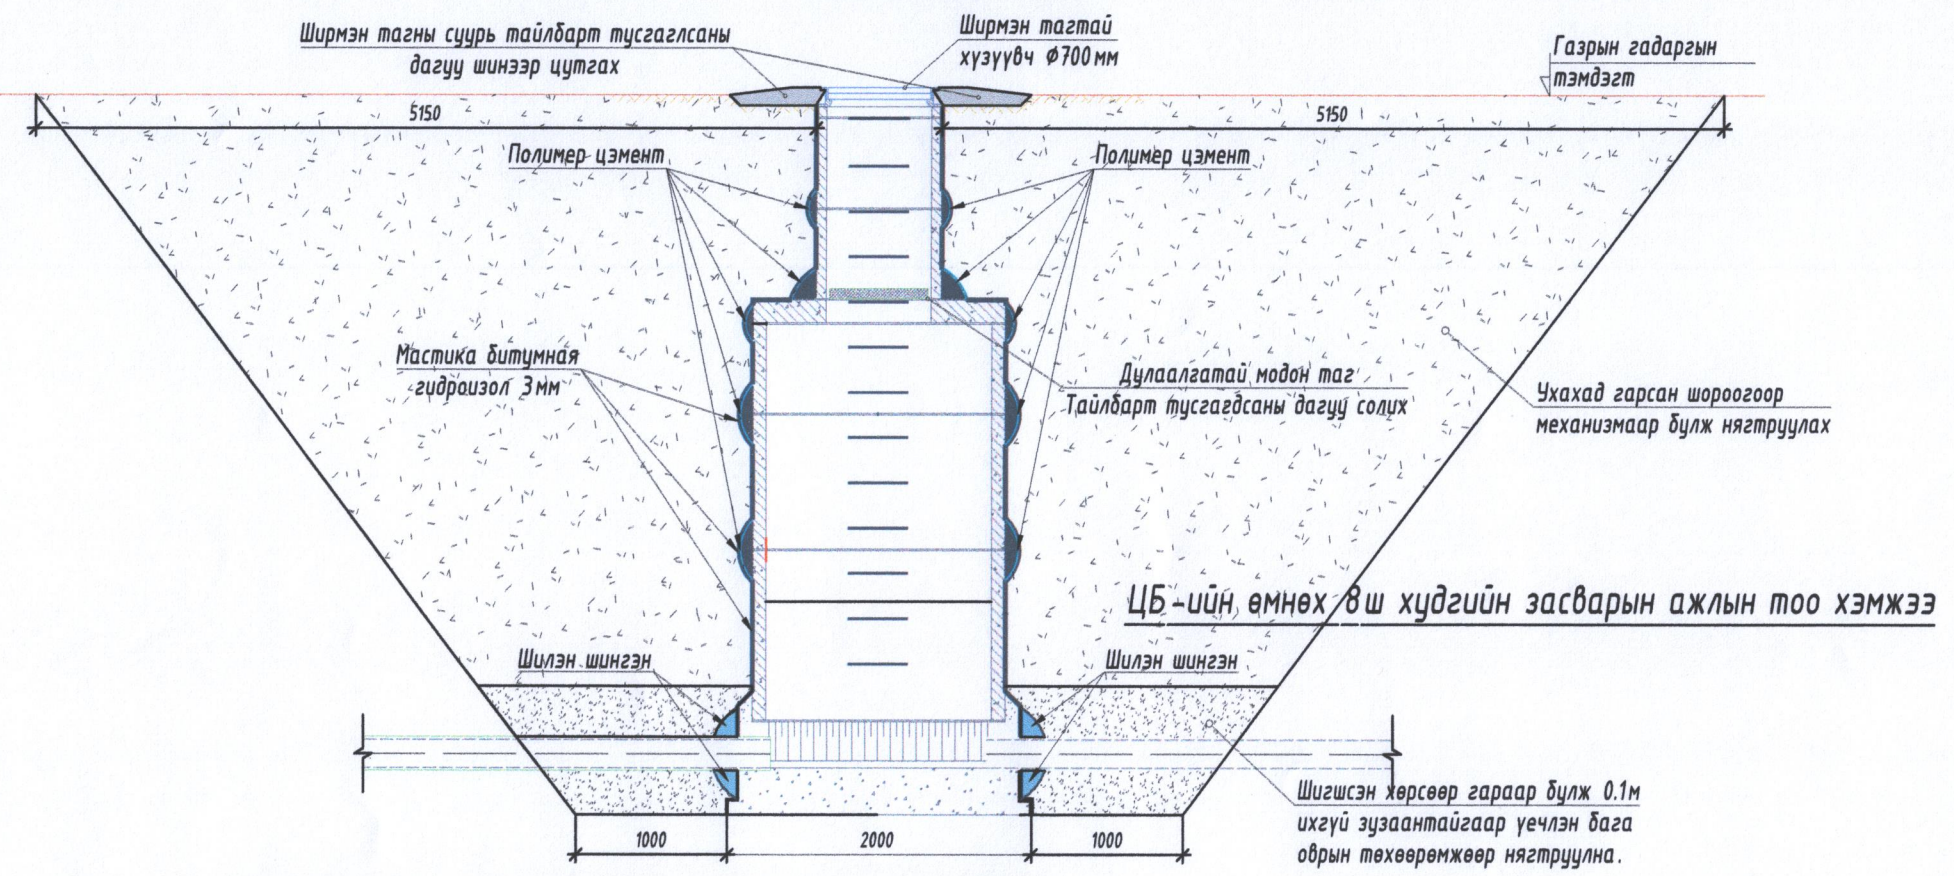 Ширмэн тагны суурь тайлбарт тусгаглсаны
дагуу шинээр цутгах
Ширмэн тагтай
хүзүүвч Ф700мм
Газрын гадаргын
тэмдэгт
5150
5150
Полимер цэмент
Полимер цэмент
Мастика битумная
гидроизол 3мм
Дулаалгатай модон таг
Тайлбарт тусгагдсаны дагуу солих
Ухахад гарсан шороогоор
механизмаар булж нягтруулах
ЦБ-ийн өмнөх 8ш худгийн засварын ажлын тоо хэмжээ
Шилэн шингэн
Шилэн шингэн
Шигшсэн хөрсөөр гараар булж 0.1м
ихгүй зузаантайгаар үечлэн бага
оврын төхөөрөмжөөр нягтруулна.
1000
2000
1000